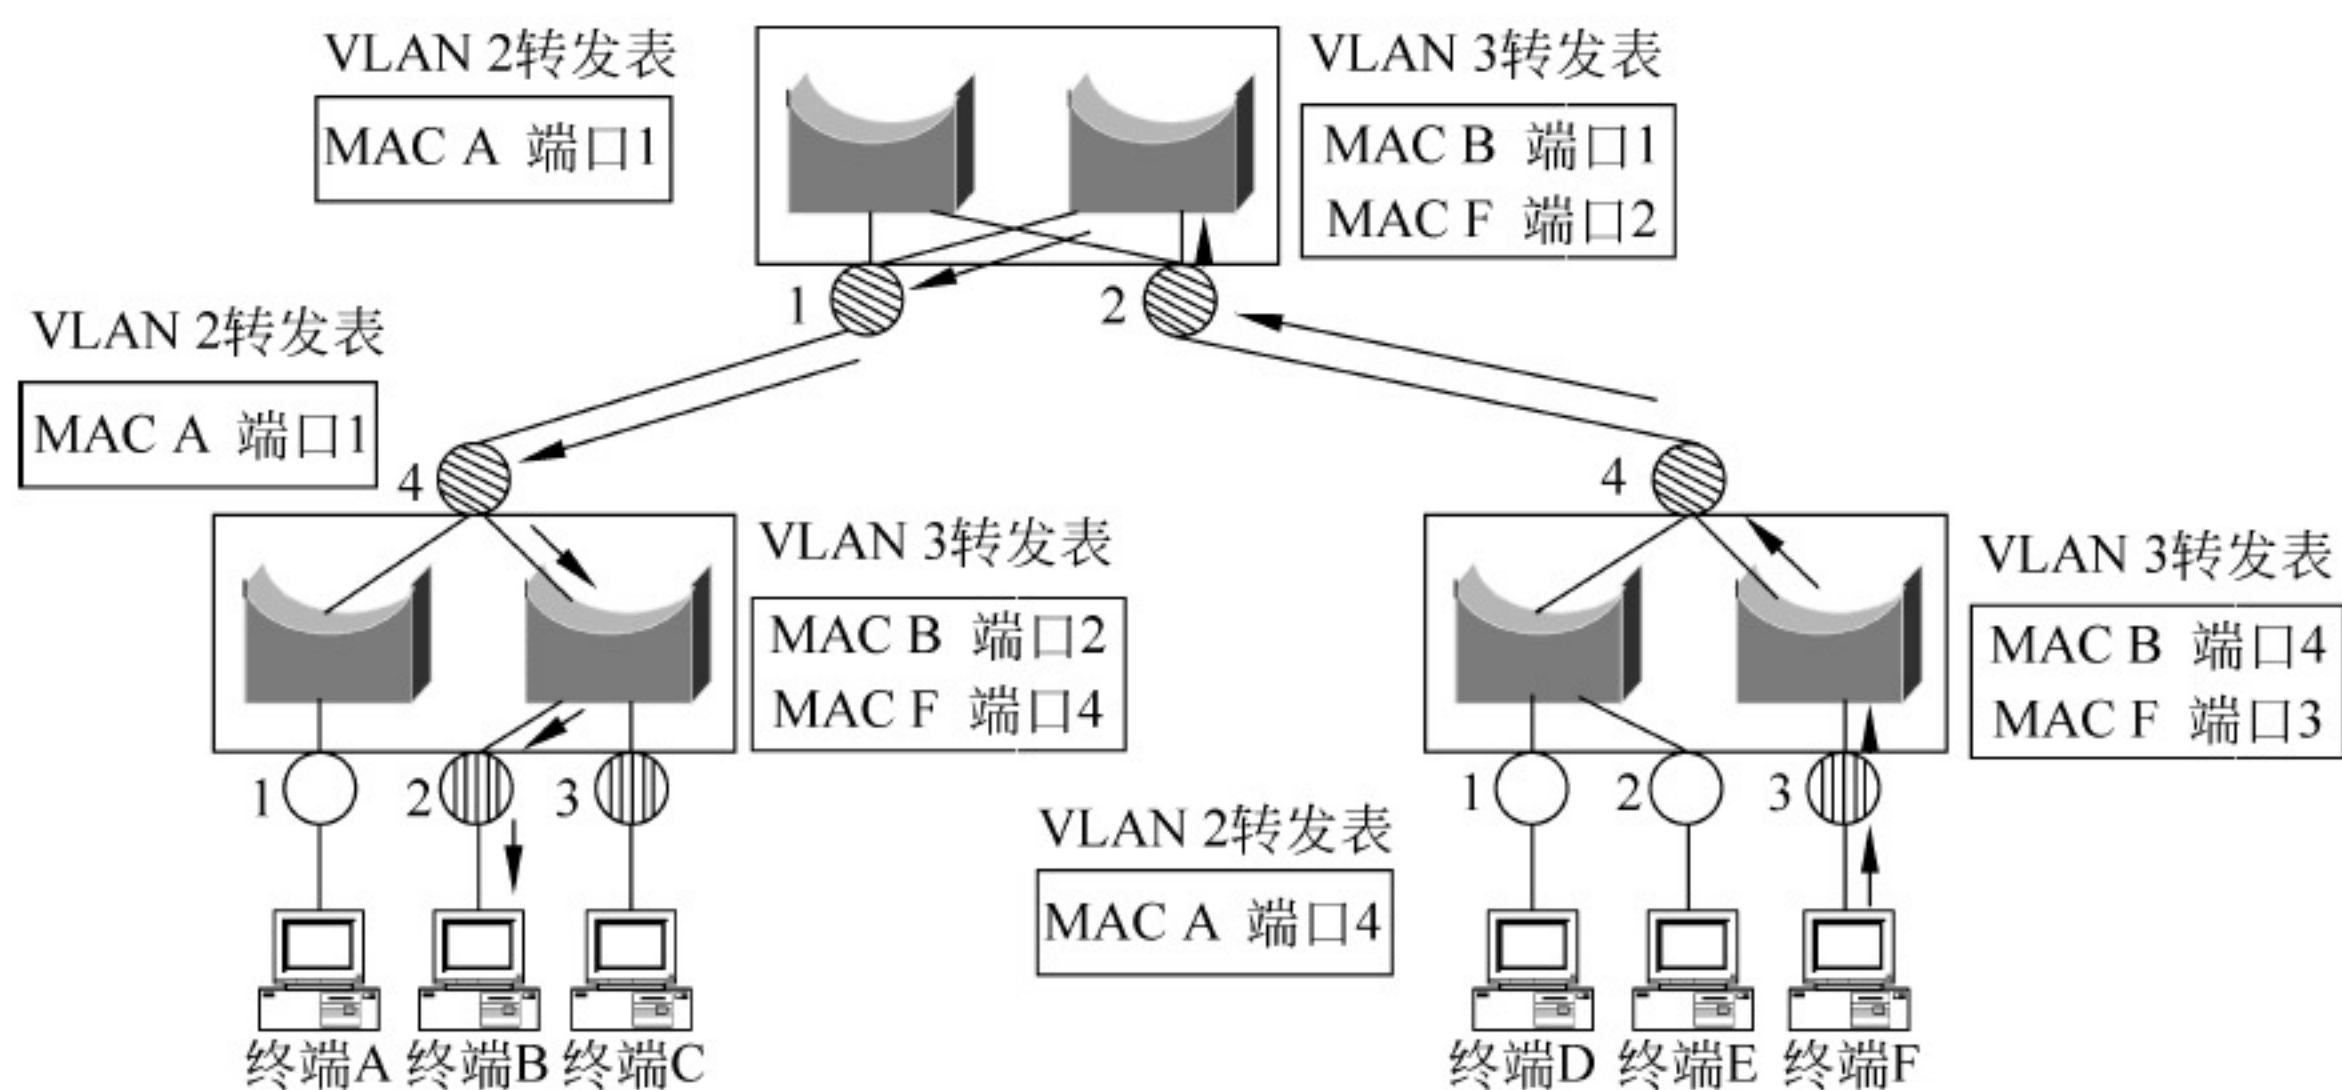 VLAN 2转发表
MAC A 端口1
VLAN 3转发表
MAC B 端口1
MAC F 端口2
1
2
VLAN 2转发表
MAC A 端口1
4
VLAN 3转发表
MAC B 端口2
MAC F 端口4
1
2
3
终端A
终端B
终端C
4
VLAN 3转发表
MAC B 端口4
MAC F 端口3
1
2
3
VLAN 2转发表
MAC A 端口4
终端D
终端E
终端F